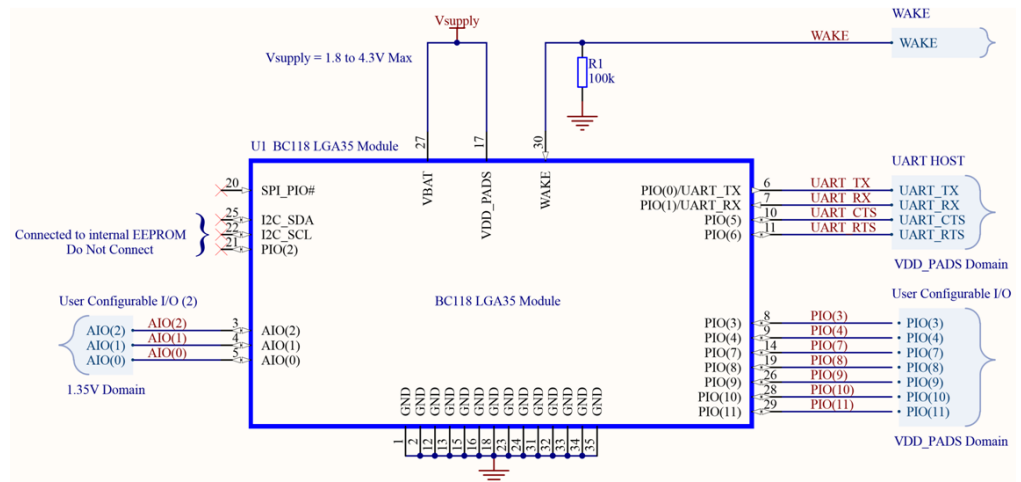 WAKE
Vsupply
WAKE
WAKE
Vsupply = 1.8 to 4.3V Max
R1
100k
27
17
30
U1 BC118 LGA35 Module
UART HOST
VBAT
VDD_PADS
WAKE
20 SPI_PIO#
25 I2C_SDA
22 I2C_SCL
21 PIO(2)
Connected to internal EEPROM
Do Not Connect
PIO(0)/UART_TX 6 UART_TX UART_TX
PIO(1)/UART_RX 7 UART_RX UART_RX
PIO(5) 10 UART_CTS UART_CTS
PIO(6) 11 UART_RTS UART_RTS
VDD_PADS Domain
User Configurable I/O (2)
AIO(2) AIO(2) 3 AIO(2)
AIO(1) AIO(1) 4 AIO(1)
AIO(0) AIO(0) 5 AIO(0)
1.35V Domain
BC118 LGA35 Module
User Configurable I/O
PIO(3) 8 PIO(3) PIO(3)
PIO(4) 9 PIO(4) PIO(4)
PIO(7) 14 PIO(7) PIO(7)
PIO(8) 19 PIO(8) PIO(8)
PIO(9) 26 PIO(9) PIO(9)
PIO(10) 28 PIO(10) PIO(10)
PIO(11) 29 PIO(11) PIO(11)
VDD_PADS Domain
GND GND GND GND GND GND GND GND GND GND GND GND GND GND
1 2 12 13 15 16 18 23 24 31 32 33 34 35